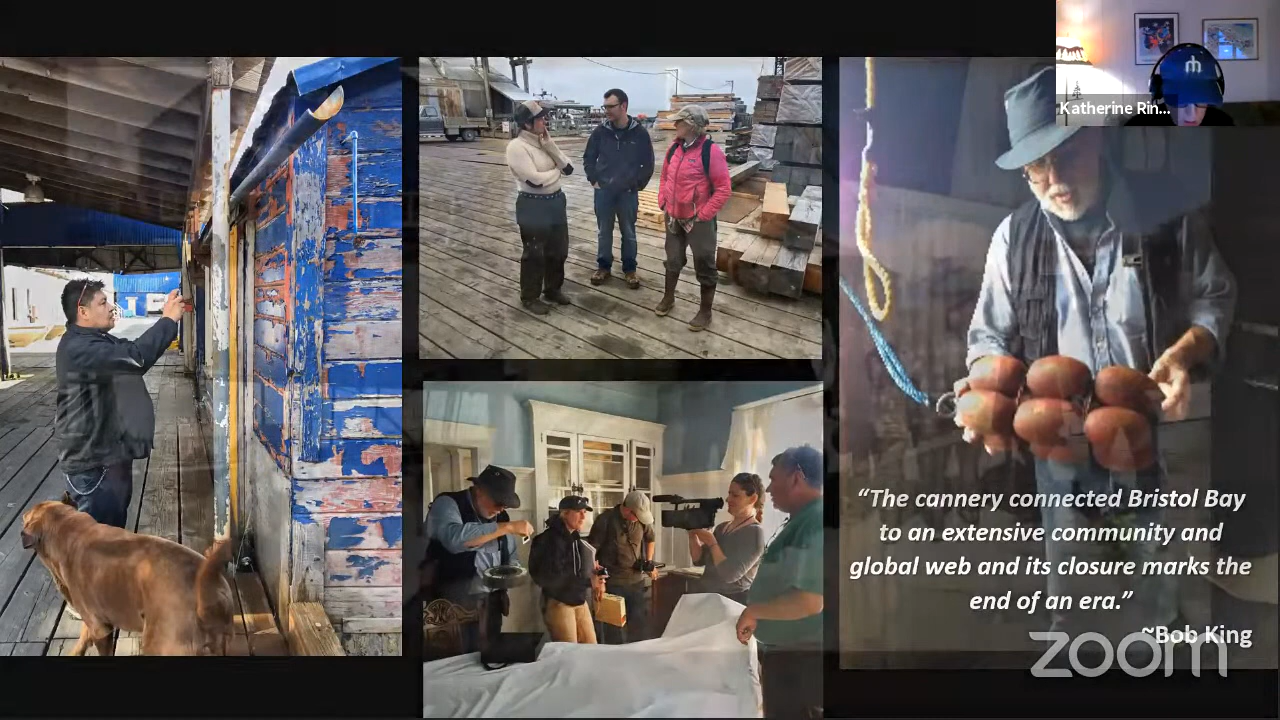 Katherine Rin...
“The cannery connected Bristol Bay
to an extensive community and
global web and its closure marks the
end of an era.”
~Bob King
zoom